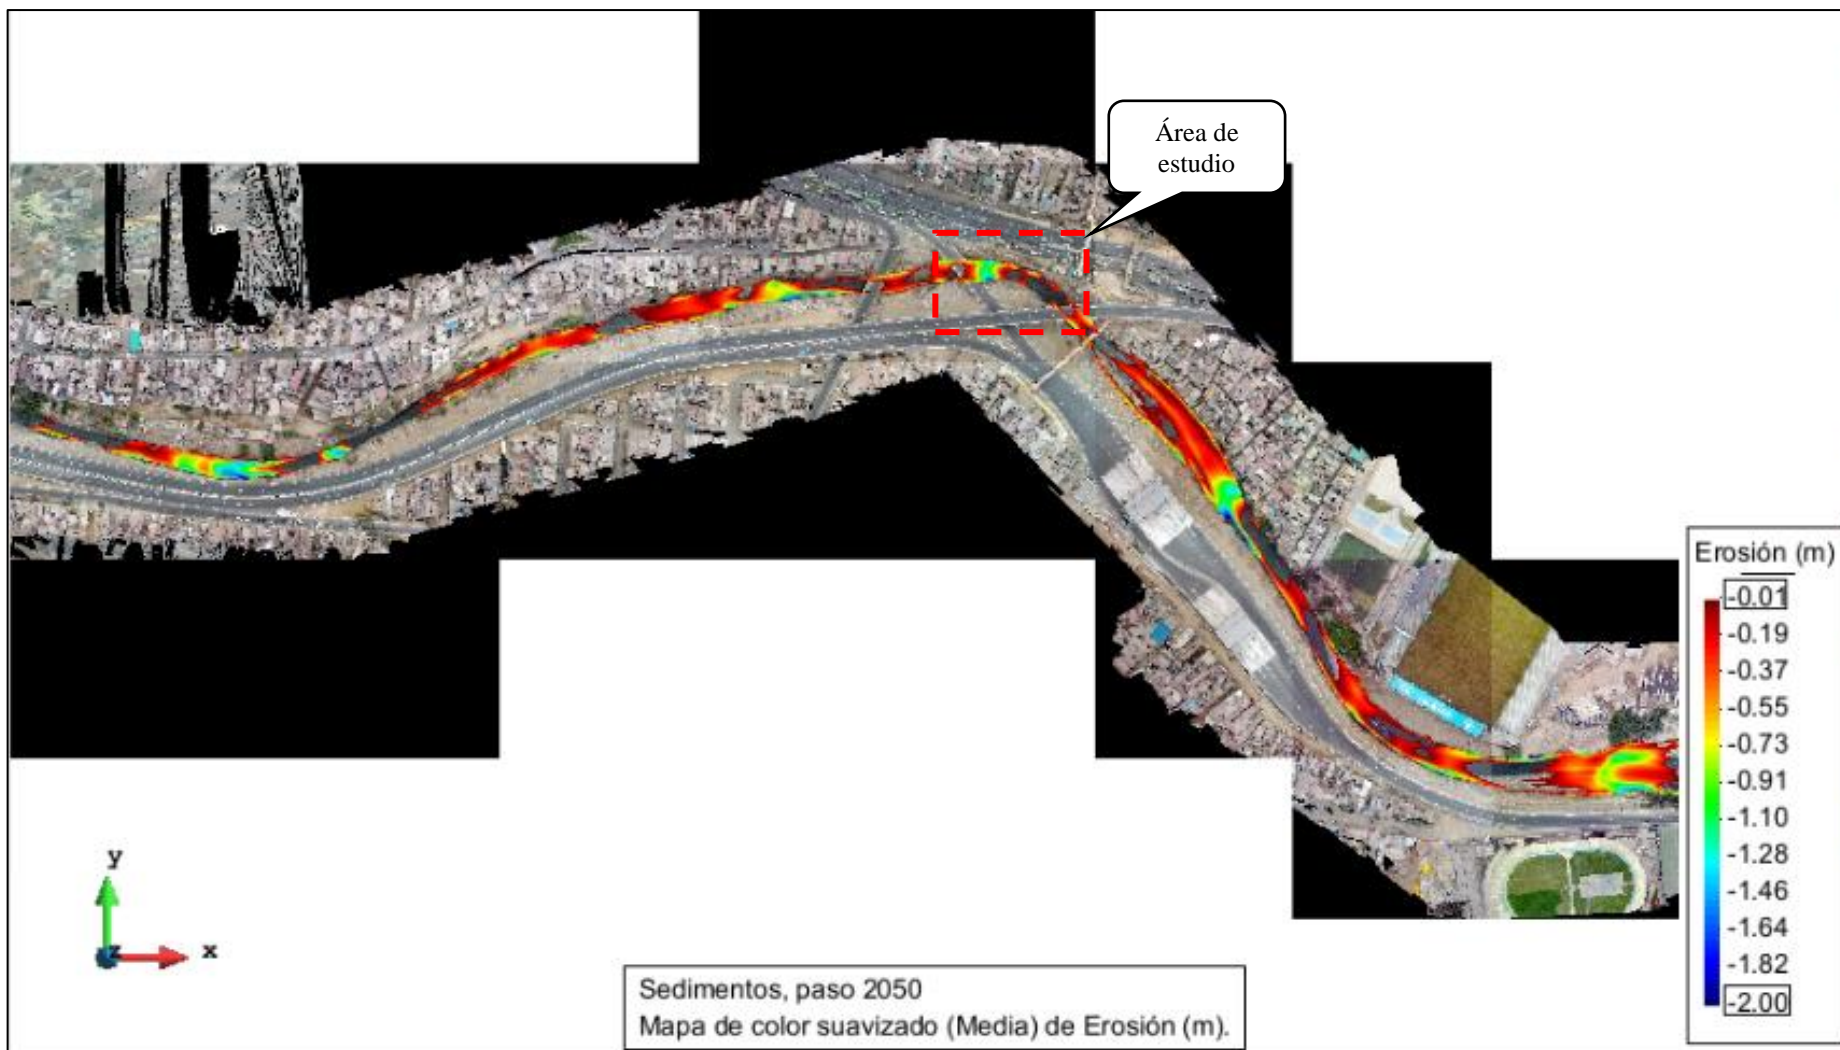 Área de
estudio
Erosión (m)
-0.01
-0.19
-0.37
-0.55
-0.73
-0.91
-1.10
-1.28
-1.46
-1.64
-1.82
-2.00
y
z
x
Sedimentos, paso 2050
Mapa de color suavizado (Media) de Erosión (m).